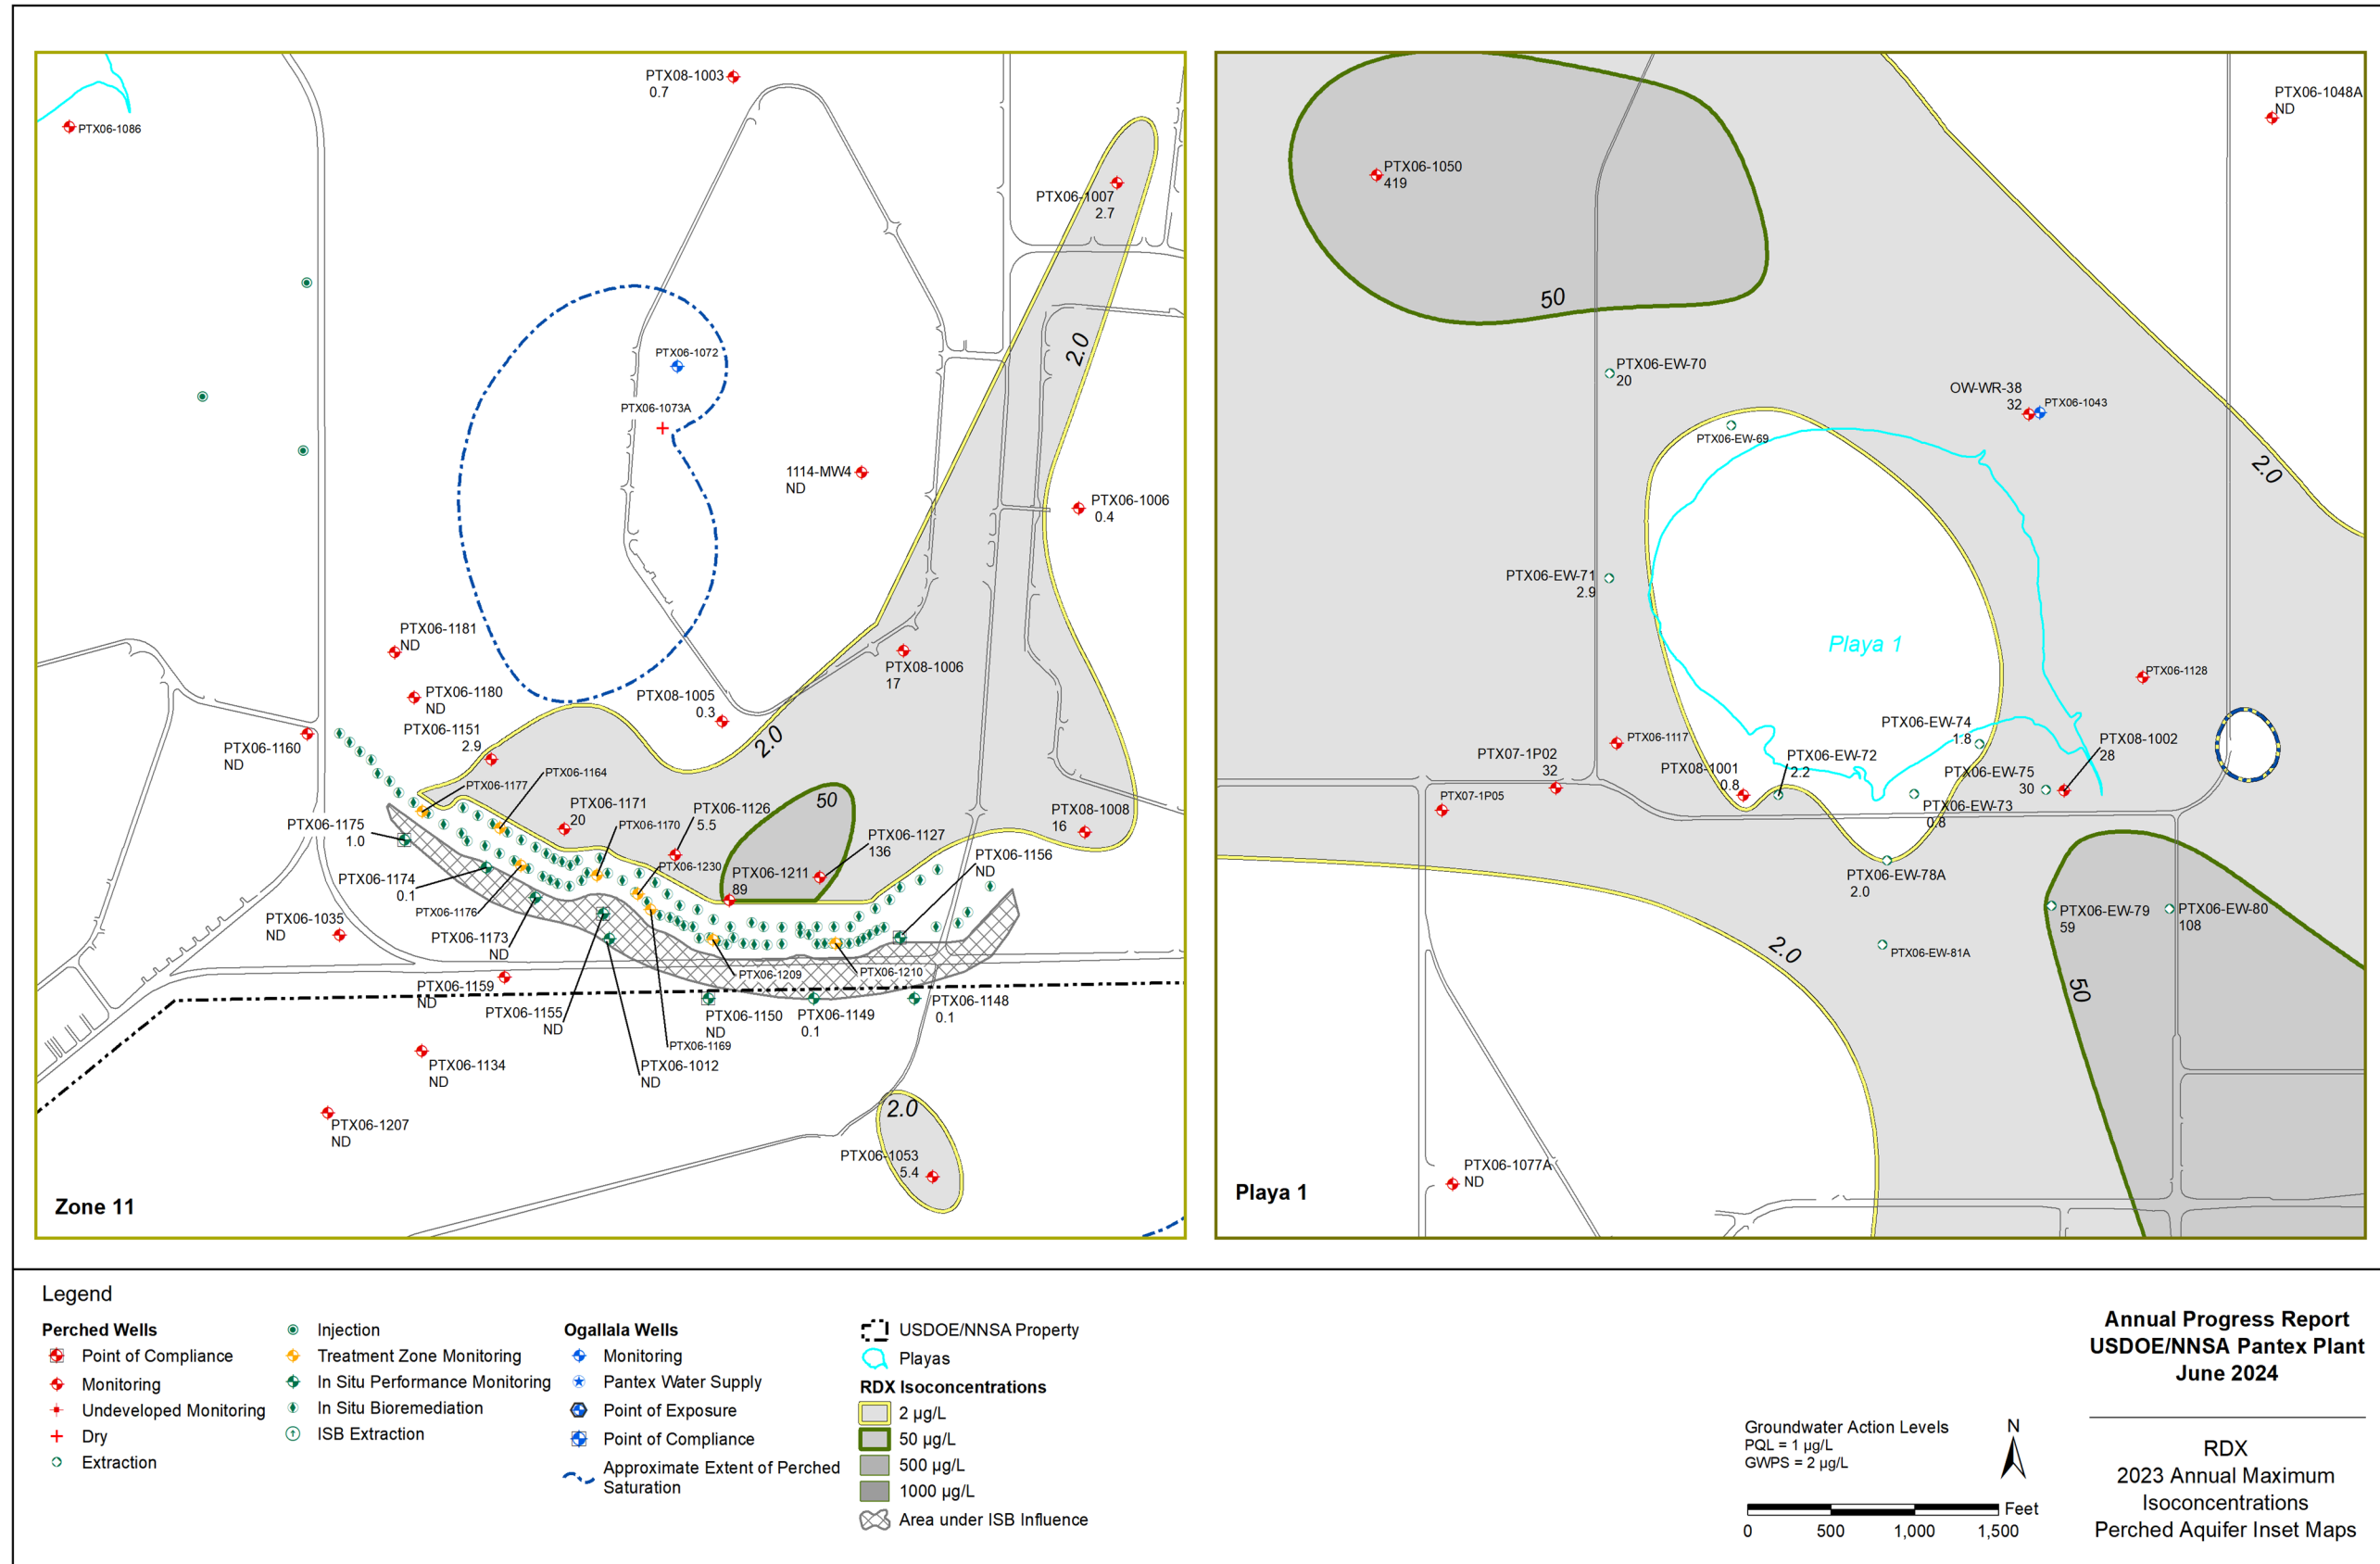 PTX08-1003
0.7
PTX06-1086
PTX06-1007
2.7
PTX06-1072
PTX06-1073A
2.0
1114-MW4
ND
PTX06-1006
0.4
PTX06-1181
ND
PTX06-1180
ND
PTX08-1005
0.3
PTX08-1006
17
PTX06-1151
2.9
PTX06-1160
ND
2.0
PTX06-1177
PTX06-1164
PTX06-1171
20
PTX06-1126
5.5
50
PTX08-1008
16
PTX06-1175
1.0
PTX06-1170
PTX06-1127
136
PTX06-1156
ND
PTX06-1230
PTX06-1211
89
PTX06-1174
0.1
PTX06-1176
PTX06-1035
ND
PTX06-1173
ND
PTX06-1209
PTX06-1210
PTX06-1159
ND
PTX06-1155
ND
PTX06-1150
ND
PTX06-1149
0.1
PTX06-1148
0.1
PTX06-1169
PTX06-1012
ND
PTX06-1134
ND
PTX06-1207
ND
2.0
PTX06-1053
5.4
Zone 11
PTX06-1048A
ND
PTX06-1050
419
50
PTX06-EW-70
20
OW-WR-38
32
PTX06-1043
PTX06-EW-69
2.0
PTX06-EW-71
2.9
Playa 1
PTX06-1128
PTX06-EW-74
1.8
PTX06-1117
PTX07-1P02
32
PTX06-EW-72
2.2
PTX08-1002
28
PTX08-1001
0.8
PTX06-EW-75
30
PTX07-1P05
PTX06-EW-73
0.8
PTX06-EW-78A
2.0
PTX06-EW-79
59
PTX06-EW-80
108
2.0
PTX06-EW-81A
50
PTX06-1077A
ND
Playa 1
Legend
Perched Wells
Point of Compliance
Monitoring
Undeveloped Monitoring
Dry
Extraction
Injection
Treatment Zone Monitoring
In Situ Performance Monitoring
In Situ Bioremediation
ISB Extraction
Ogallala Wells
Monitoring
Pantex Water Supply
Point of Exposure
Point of Compliance
Approximate Extent of Perched
Saturation
USDOE/NNSA Property
Playas
RDX Isoconcentrations
2 µg/L
50 µg/L
500 µg/L
1000 µg/L
Area under ISB Influence
Groundwater Action Levels
PQL = 1 µg/L
GWPS = 2 µg/L
N
Feet
0 500 1,000 1,500
Annual Progress Report
USDOE/NNSA Pantex Plant
June 2024
RDX
2023 Annual Maximum
Isoconcentrations
Perched Aquifer Inset Maps